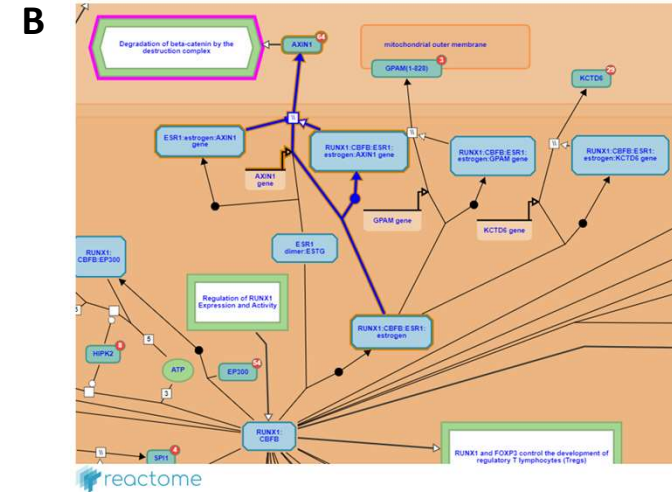 B
Degradation of beta-catenin by the
destruction complex
AXIN1
64
mitochondrial outer membrane
GPAM(1-828)
3
KCTD6
29
ESR1:estrogen:AXIN1
gene
AXIN1
gene
RUNX1:CBFB:ESR1:
estrogen:AXIN1 gene
RUNX1:CBFB:ESR1:
estrogen:GPAM gene
RUNX1:CBFB:ESR1:
estrogen:KCTD6 gene
GPAM gene
KCTD6 gene
RUNX1:
CBFB:EP300
ESR1
dimer:ESTG
Regulation of RUNX1
Expression and Activity
RUNX1:CBFB:ESR1:
estrogen
5
5
HIPK2
8
ATP
3
EP300
54
RUNX1:
CBFB
SPI1
4
RUNX1 and FOXP3 control the development of
regulatory T lymphocytes (Tregs)
reactome